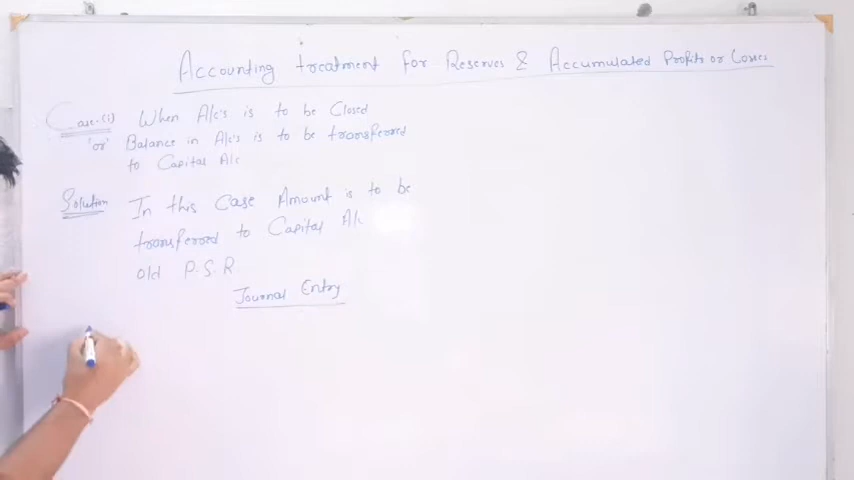 Accounting treatment for Reserves & Accumulated Profits or Losses
Case-(i) When A/c's is to be Closed
'or' Balance in A/c's is to be transferred
to Capital A/c
Solution In this Case Amount is to be
transferred to Capital A/c
old P.S.R
Journal Entry